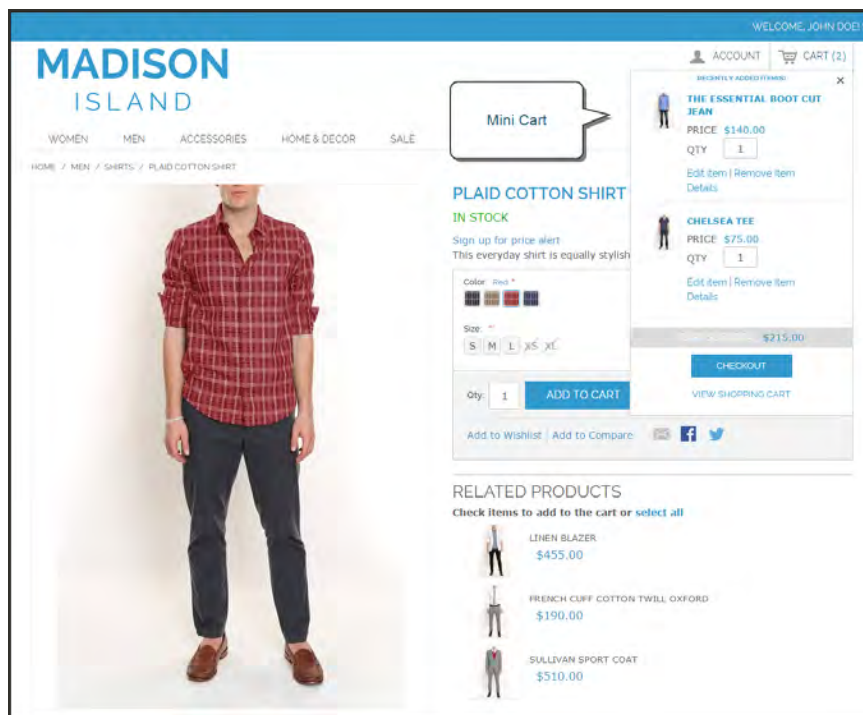 WELCOME, JOHN DOE!
MADISON
ISLAND
ACCOUNT
CART (2)
WOMEN MEN ACCESSORIES HOME & DECOR SALE
Mini Cart
RECENTLY ADDED ITEM(S)
THE ESSENTIAL BOOT CUT
JEAN
PRICE $140.00
QTY 1
Edit item | Remove Item
Details
CHELSEA TEE
PRICE $75.00
QTY 1
Edit item | Remove Item
Details
$215.00
CHECKOUT
VIEW SHOPPING CART
HOME / MEN / SHIRTS / PLAID COTTON SHIRT
PLAID COTTON SHIRT
IN STOCK
Sign up for price alert
This everyday shirt is equally stylish
Color: Red *
Size: *
S M L XS XL
Qty: 1 ADD TO CART
Add to Wishlist | Add to Compare
RELATED PRODUCTS
Check items to add to the cart or select all
LINEN BLAZER
$455.00
FRENCH CUFF COTTON TWILL OXFORD
$190.00
SULLIVAN SPORT COAT
$510.00